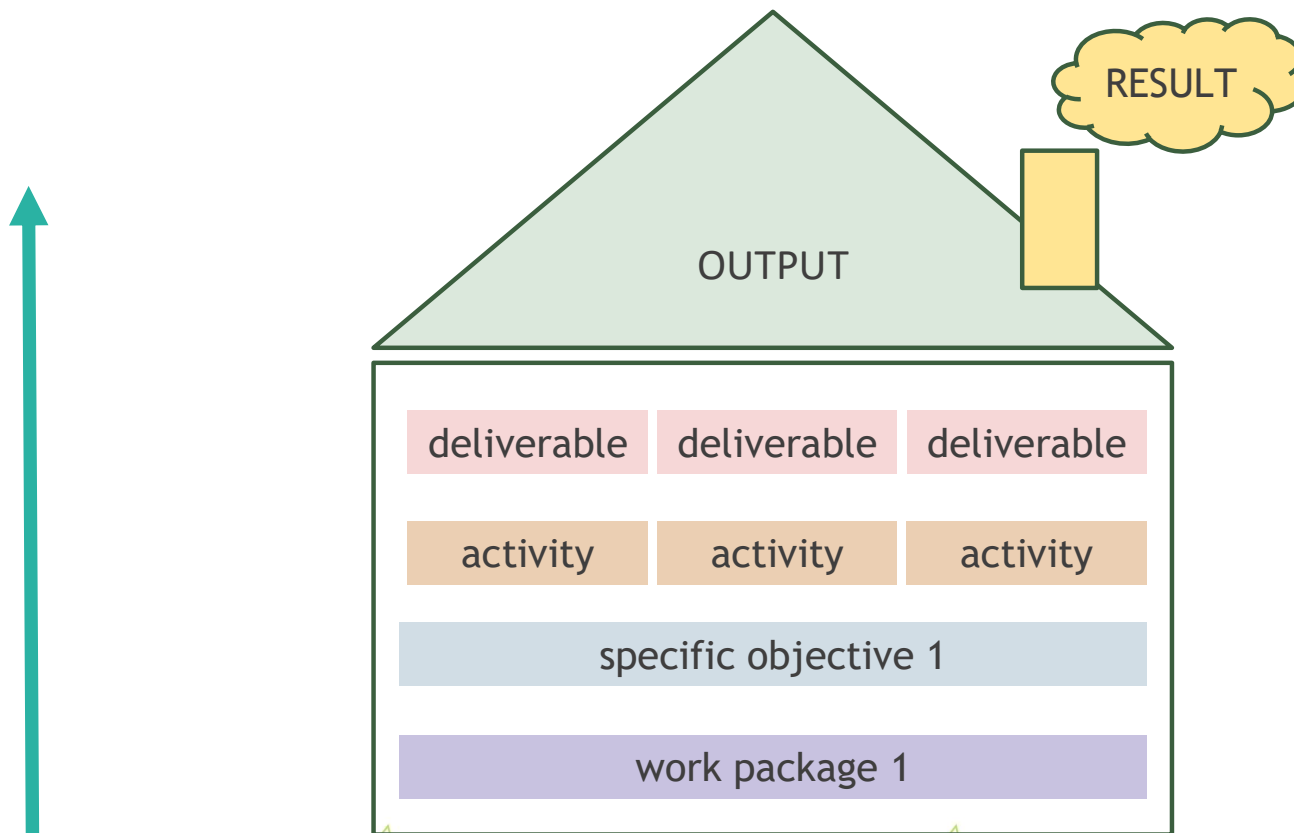 RESULT
OUTPUT
deliverable deliverable deliverable
activity activity activity
specific objective 1
work package 1